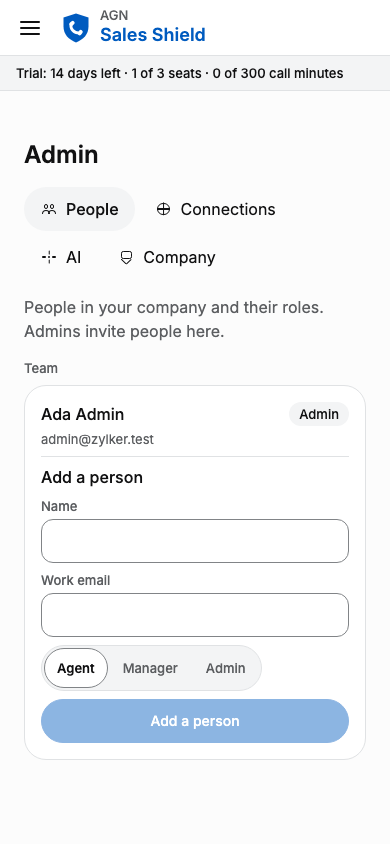 AGN
Sales Shield
Trial: 14 days left · 1 of 3 seats · 0 of 300 call minutes
Admin
People
Connections
AI
Company
People in your company and their roles.
Admins invite people here.
Team
Ada Admin
Admin
admin@zylker.test
Add a person
Name
Work email
Agent
Manager
Admin
Add a person